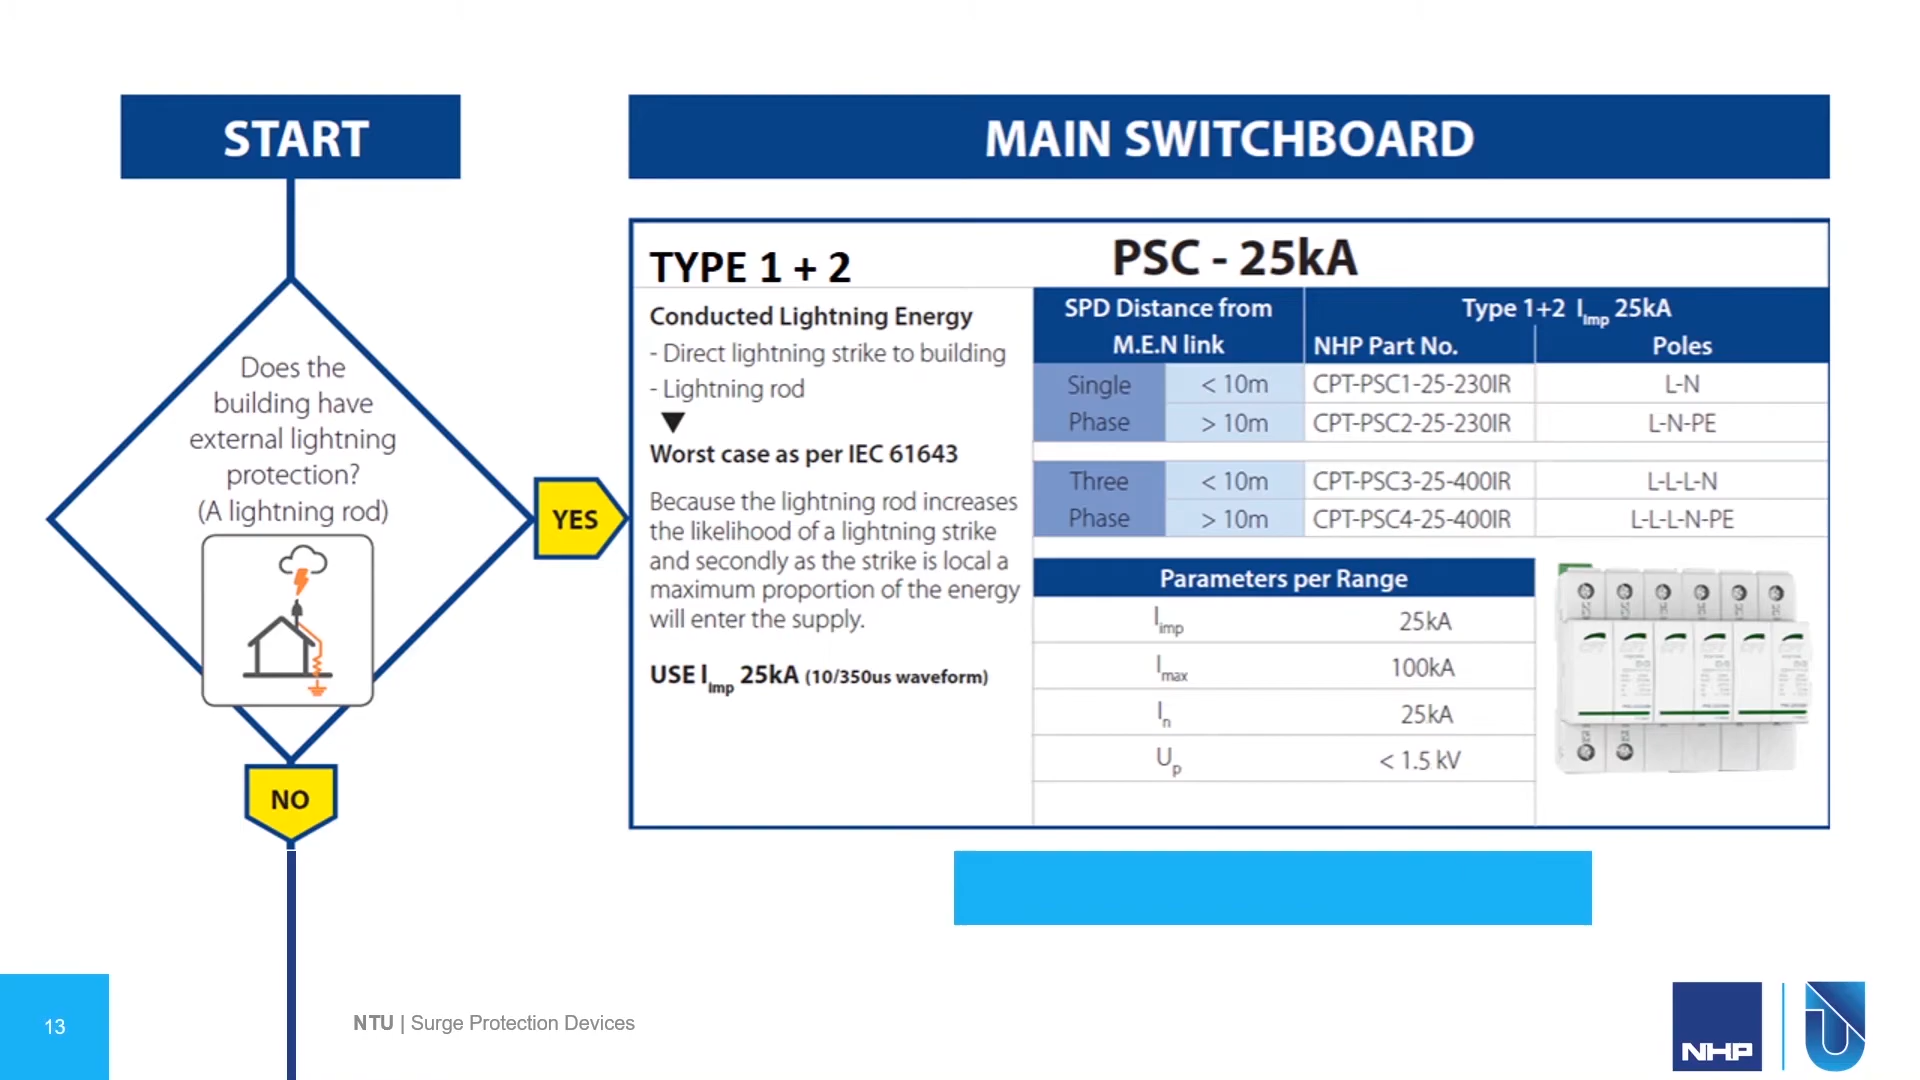 START
MAIN SWITCHBOARD
Does the
building have
external lightning
protection?
(A lightning rod)
YES
NO
TYPE 1 + 2
PSC - 25kA
Conducted Lightning Energy
- Direct lightning strike to building
- Lightning rod
▼
Worst case as per IEC 61643
Because the lightning rod increases
the likelihood of a lightning strike
and secondly as the strike is local a
maximum proportion of the energy
will enter the supply.
USE IImp 25kA (10/350us waveform)
SPD Distance from
M.E.N link
Type 1+2 IImp 25kA
NHP Part No. Poles
Single < 10m CPT-PSC1-25-230IR L-N
Phase > 10m CPT-PSC2-25-230IR L-N-PE
Three < 10m CPT-PSC3-25-400IR L-L-L-N
Phase > 10m CPT-PSC4-25-400IR L-L-L-N-PE
Parameters per Range
Iimp 25kA
Imax 100kA
In 25kA
Up < 1.5 kV
13
NTU | Surge Protection Devices
NHP